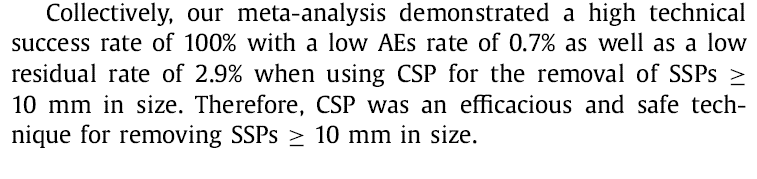 Collectively, our meta-analysis demonstrated a high technical
success rate of 100% with a low AEs rate of 0.7% as well as a low
residual rate of 2.9% when using CSP for the removal of SSPs ≥
10 mm in size. Therefore, CSP was an efficacious and safe tech-
nique for removing SSPs ≥ 10 mm in size.